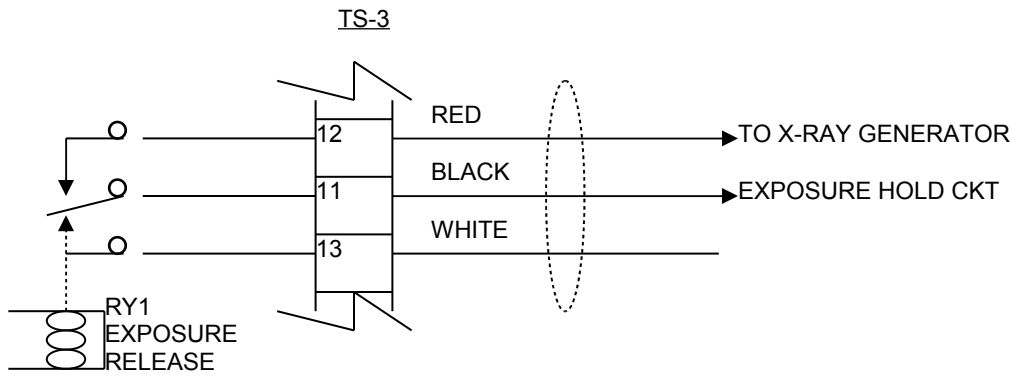 TS-3
RED
12
TO X-RAY GENERATOR
BLACK
11
EXPOSURE HOLD CKT
WHITE
13
RY1
EXPOSURE
RELEASE